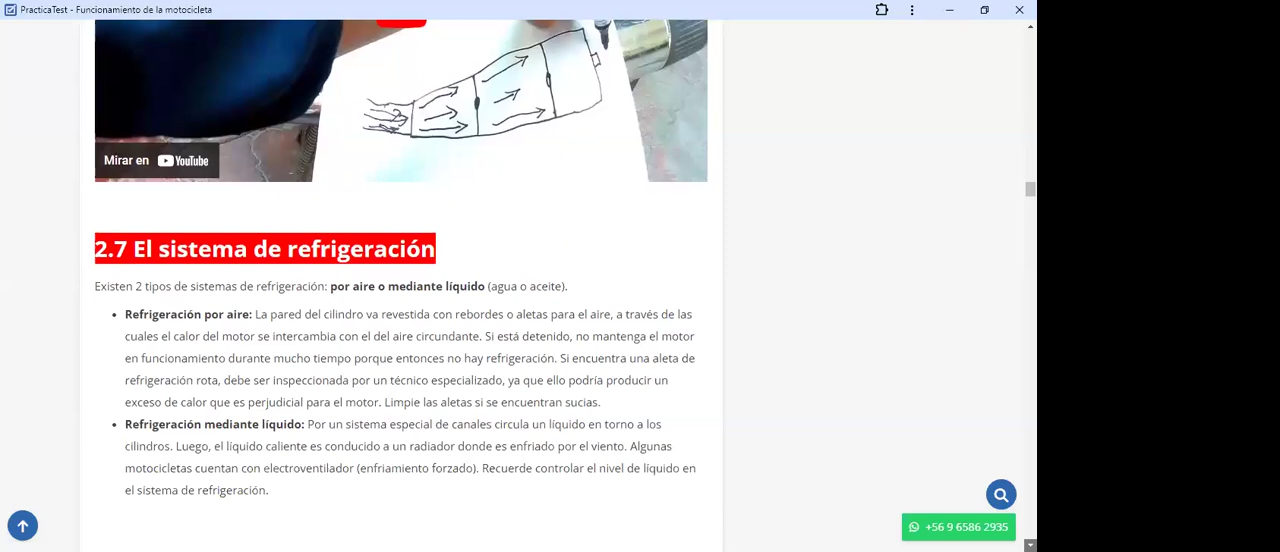 PracticaTest - Funcionamiento de la motocicleta
Mirar en YouTube
2.7 El sistema de refrigeración
Existen 2 tipos de sistemas de refrigeración: por aire o mediante líquido (agua o aceite).
• Refrigeración por aire: La pared del cilindro va revestida con rebordes o aletas para el aire, a través de las
cuales el calor del motor se intercambia con el del aire circundante. Si está detenido, no mantenga el motor
en funcionamiento durante mucho tiempo porque entonces no hay refrigeración. Si encuentra una aleta de
refrigeración rota, debe ser inspeccionada por un técnico especializado, ya que ello podría producir un
exceso de calor que es perjudicial para el motor. Limpie las aletas si se encuentran sucias.
• Refrigeración mediante líquido: Por un sistema especial de canales circula un líquido en torno a los
cilindros. Luego, el líquido caliente es conducido a un radiador donde es enfriado por el viento. Algunas
motocicletas cuentan con electroventilador (enfriamiento forzado). Recuerde controlar el nivel de líquido en
el sistema de refrigeración.
+56 9 6586 2935